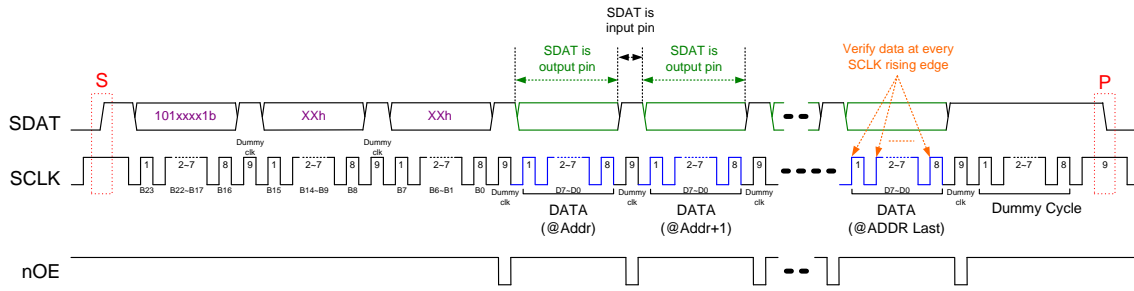 SDAT is
input pin
SDAT is
output pin
SDAT is
output pin
Verify data at every
SCLK rising edge
S
P
SDAT
101xxxx1b
XXh
XXh
Dummy
clk
Dummy
clk
SCLK
1 2~7 8 9 1 2~7 8 9 1 2~7 8 9 1 2~7 8 9 1 2~7 8 9 1 2~7 8 9 1 2~7 8 9
B23 B22~B17 B16 B15 B14~B9 B8 B7 B6~B1 B0
Dummy
clk
D7~D0
Dummy
clk
D7~D0
Dummy
clk
D7~D0
Dummy
clk
DATA
(@Addr)
DATA
(@Addr+1)
DATA
(@ADDR Last)
Dummy Cycle
nOE